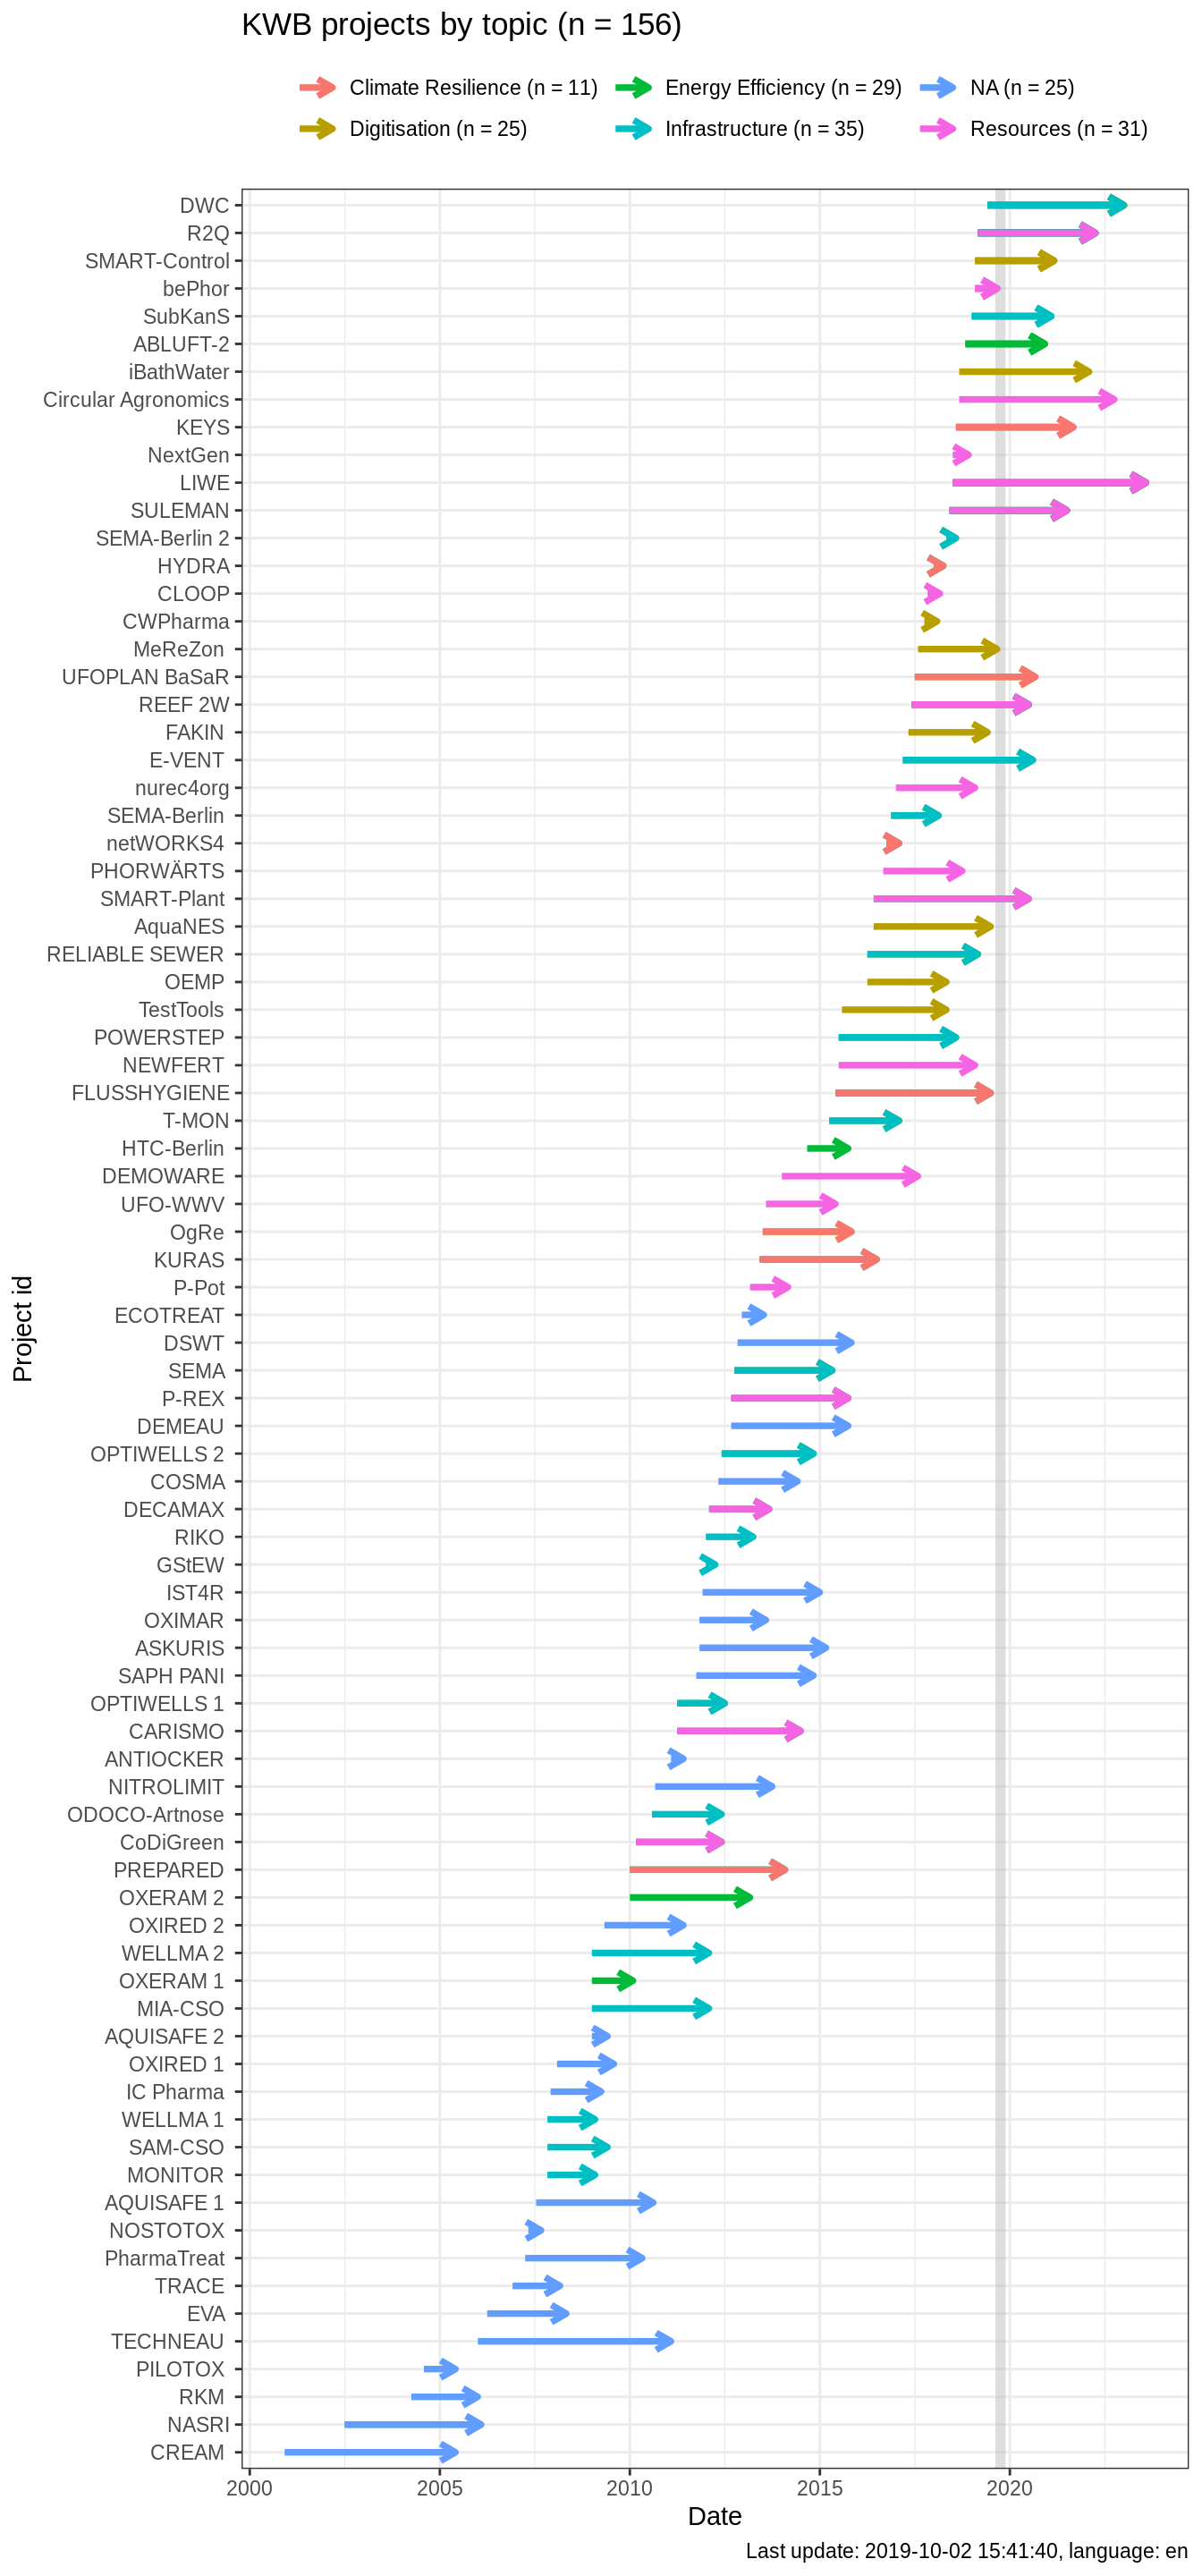 KWB projects by topic (n = 156)
Climate Resilience (n = 11) Energy Efficiency (n = 29) NA (n = 25)
Digitisation (n = 25) Infrastructure (n = 35) Resources (n = 31)
DWC
R2Q
SMART-Control
bePhor
SubKanS
ABLUFT-2
iBathWater
Circular Agronomics
KEYS
NextGen
LIWE
SULEMAN
SEMA-Berlin 2
HYDRA
CLOOP
CWPharma
MeReZon
UFOPLAN BaSaR
REEF 2W
FAKIN
E-VENT
nurec4org
SEMA-Berlin
netWORKS4
PHORWÄRTS
SMART-Plant
AquaNES
RELIABLE SEWER
OEMP
TestTools
POWERSTEP
NEWFERT
FLUSSHYGIENE
T-MON
HTC-Berlin
DEMOWARE
UFO-WWV
OgRe
KURAS
P-Pot
ECOTREAT
DSWT
SEMA
P-REX
DEMEAU
OPTIWELLS 2
COSMA
DECAMAX
RIKO
GStEW
IST4R
OXIMAR
ASKURIS
SAPH PANI
OPTIWELLS 1
CARISMO
ANTIOCKER
NITROLIMIT
ODOCO-Artnose
CoDiGreen
PREPARED
OXERAM 2
OXIRED 2
WELLMA 2
OXERAM 1
MIA-CSO
AQUISAFE 2
OXIRED 1
IC Pharma
WELLMA 1
SAM-CSO
MONITOR
AQUISAFE 1
NOSTOTOX
PharmaTreat
TRACE
EVA
TECHNEAU
PILOTOX
RKM
NASRI
CREAM
Project id
2000 2005 2010 2015 2020
Date
Last update: 2019-10-02 15:41:40, language: en